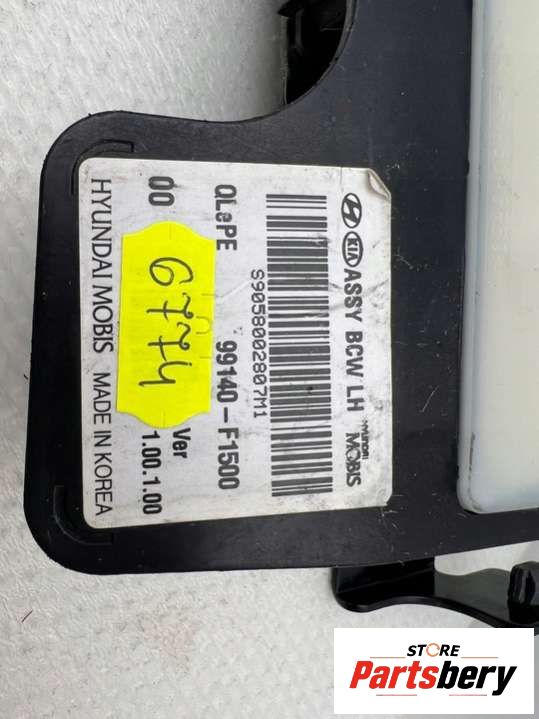 KIA ASSY BCW LH HYUNDAI MOBIS
S9058002807M1
QLePE 99140-F1500
00 Ver 1.00.1.00
HYUNDAI MOBIS MADE IN KOREA
6774
STORE
Partsbery